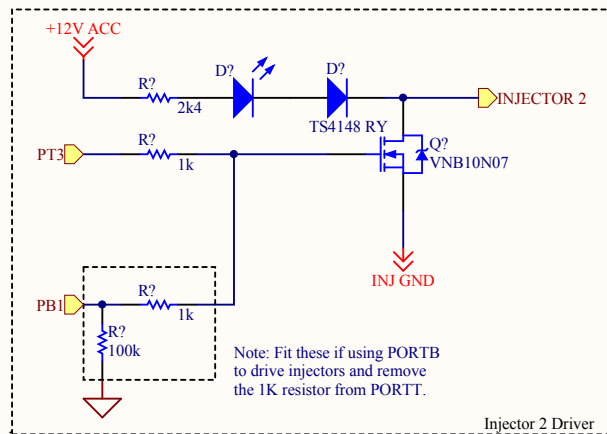 +12V ACC
R?
2k4
D?
D?
TS4148 RY
INJECTOR 2
PT3
R?
1k
Q?
VNB10N07
INJ GND
PB1
R?
1k
R?
100k
Note: Fit these if using PORTB
to drive injectors and remove
the 1K resistor from PORTT.
Injector 2 Driver